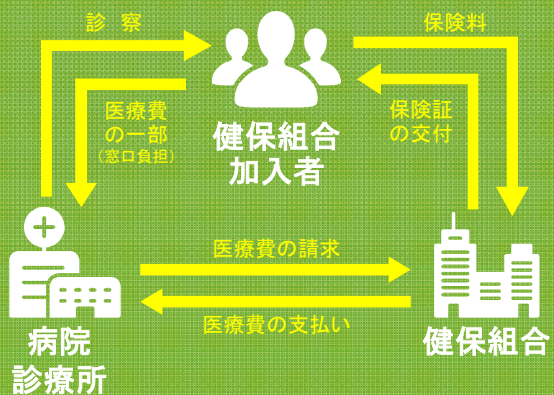 診 察
保険料
医療費
の一部
(窓口負担)
保険証
の交付
健保組合
加入者
医療費の請求
医療費の支払い
病院
診療所
健保組合